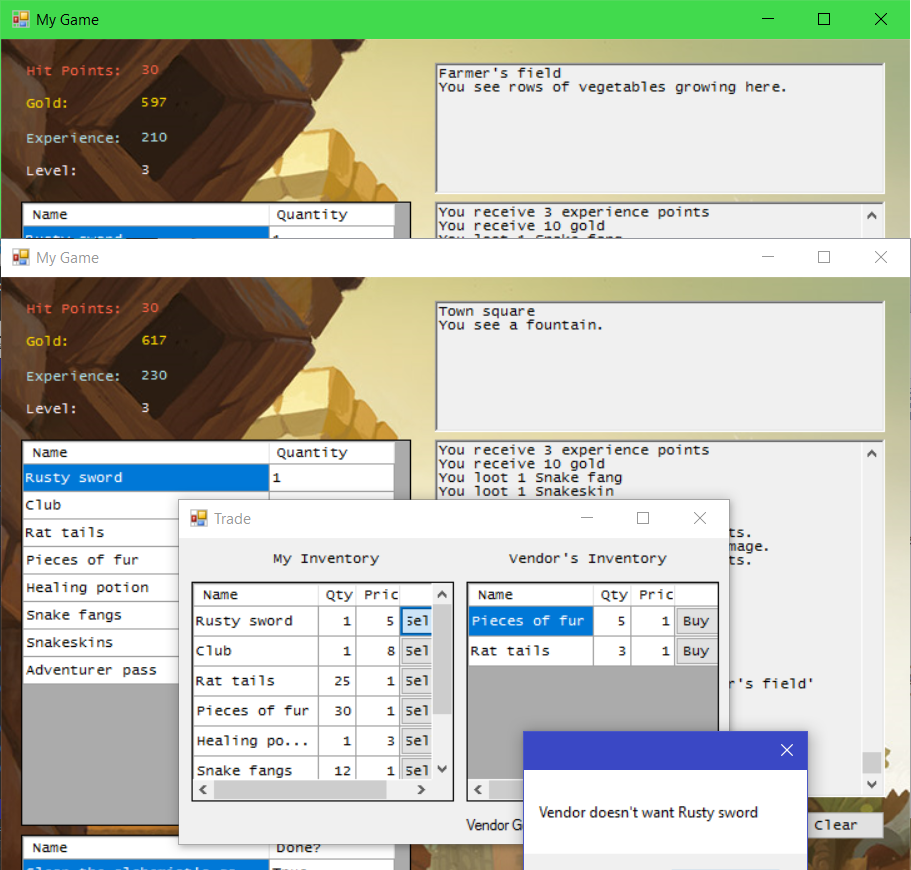 My Game
Hit Points: 30
Gold: 597
Experience: 210
Level: 3
Farmer's field
You see rows of vegetables growing here.
Name Quantity
You receive 3 experience points
You receive 10 gold
You loot 1 Snake fang
Rusty sword 1
My Game
Hit Points: 30
Gold: 617
Experience: 230
Level: 3
Town square
You see a fountain.
Name Quantity
Rusty sword 1
Club
Rat tails
Pieces of fur
Healing potion
Snake fangs
Snakeskins
Adventurer pass
You receive 3 experience points
You receive 10 gold
You loot 1 Snake fang
You loot 1 Snakeskin
ts.
mage.
ts.
r's field'
Trade
My Inventory
Name Qty Pric
Rusty sword 1 5 Sel
Club 1 8 Sel
Rat tails 25 1 Sel
Pieces of fur 30 1 Sel
Healing po... 1 3 Sel
Snake fangs 12 1 Sel
Vendor's Inventory
Name Qty Pric
Pieces of fur 5 1 Buy
Rat tails 3 1 Buy
Vendor G
Vendor doesn't want Rusty sword
Clear
Name Done?